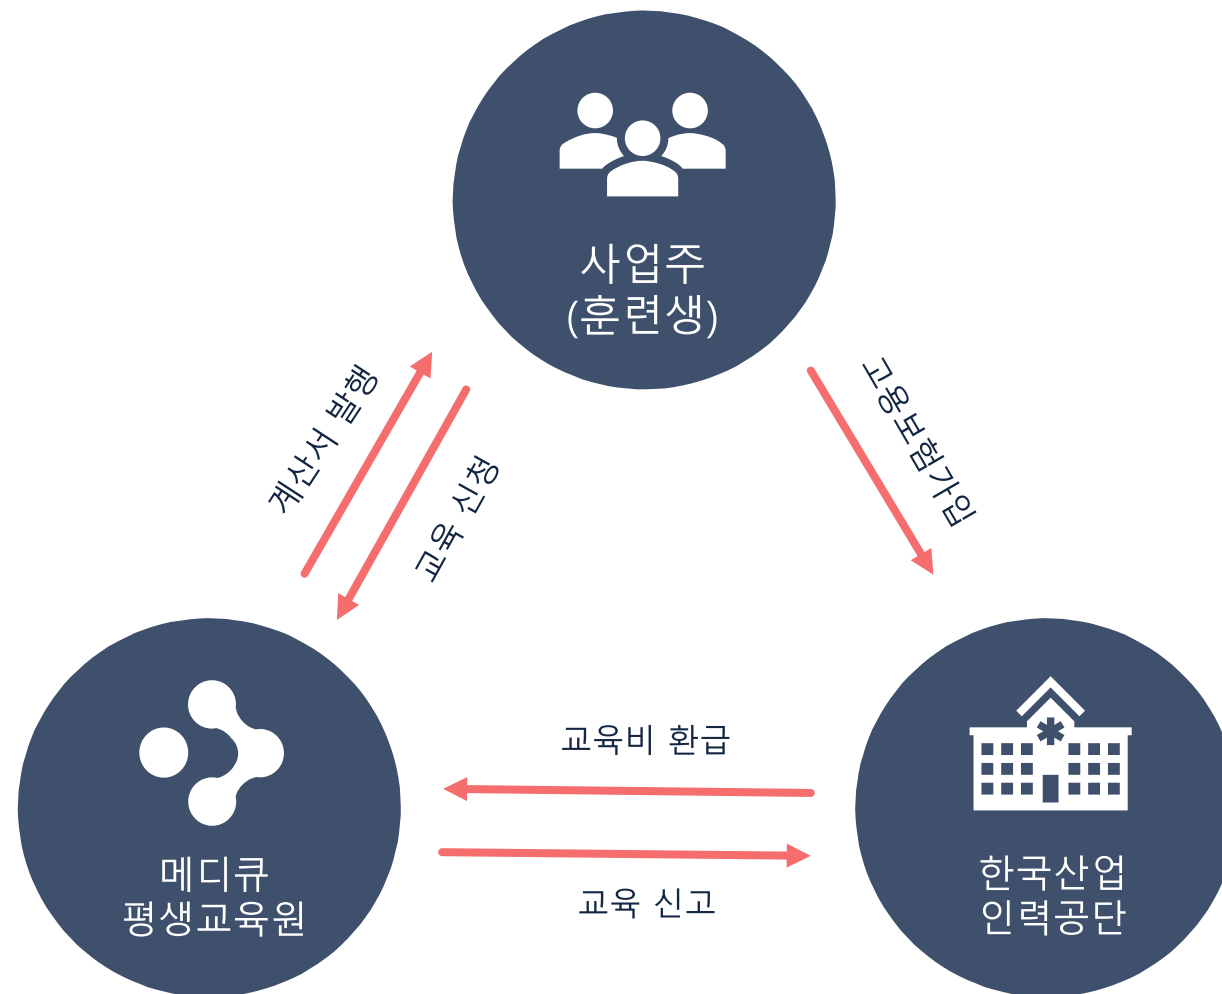 사업주
(훈련생)
계산서 발행
교육 신청
고용보험가입
교육비 환급
교육 신고
메디큐
평생교육원
한국산업
인력공단